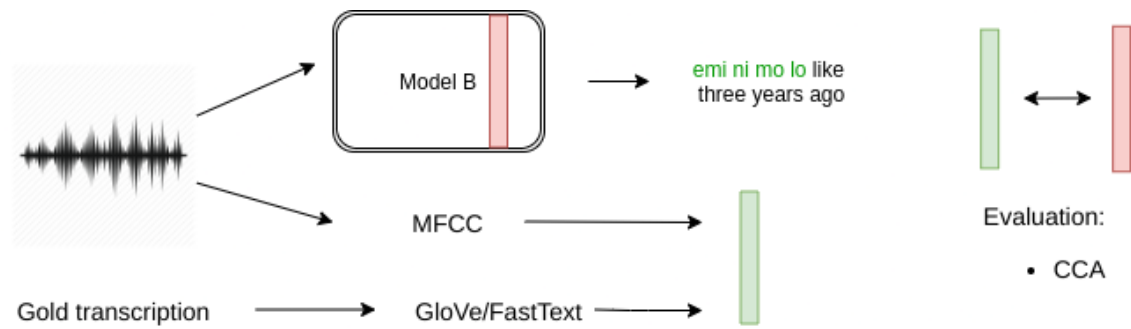 Model B
emi ni mo lo like
three years ago
MFCC
Gold transcription
GloVe/FastText
Evaluation:
• CCA